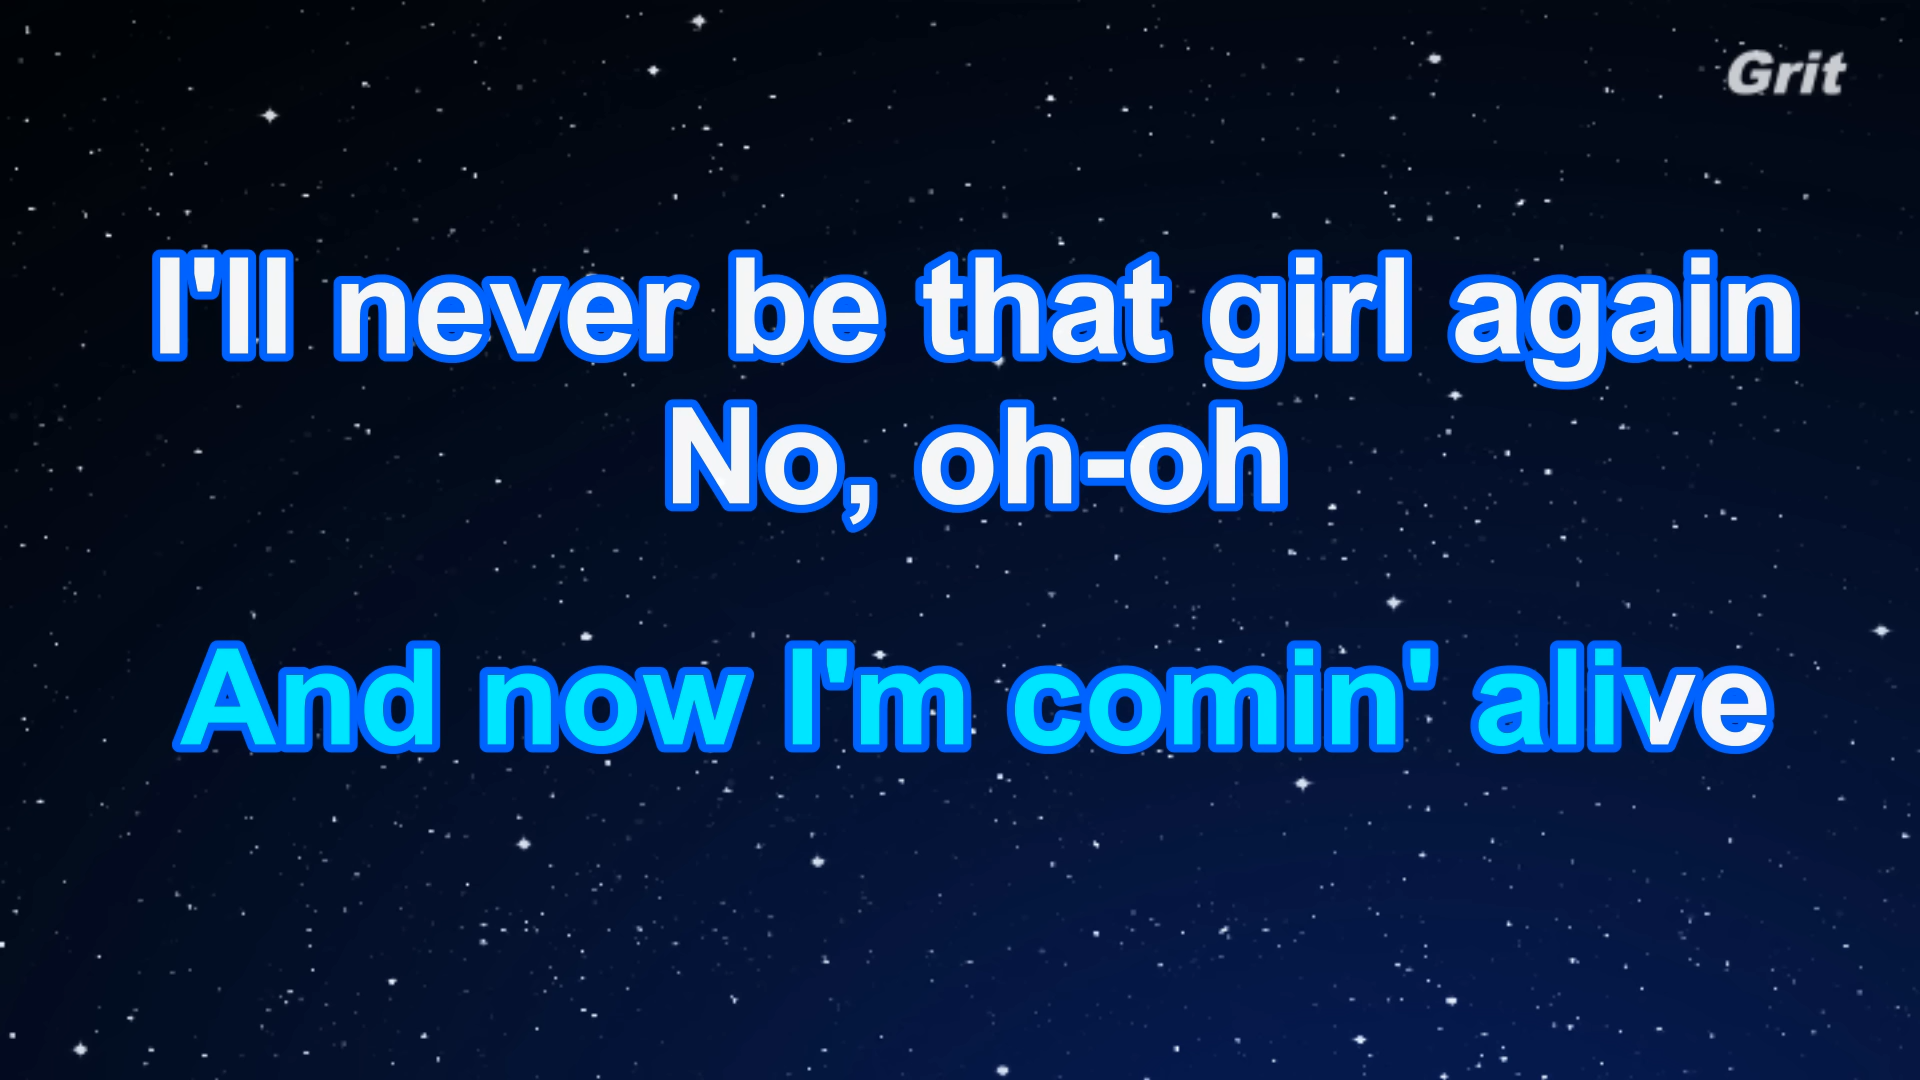 Grit
I'll never be that girl again
No, oh-oh
And now I'm comin' alive